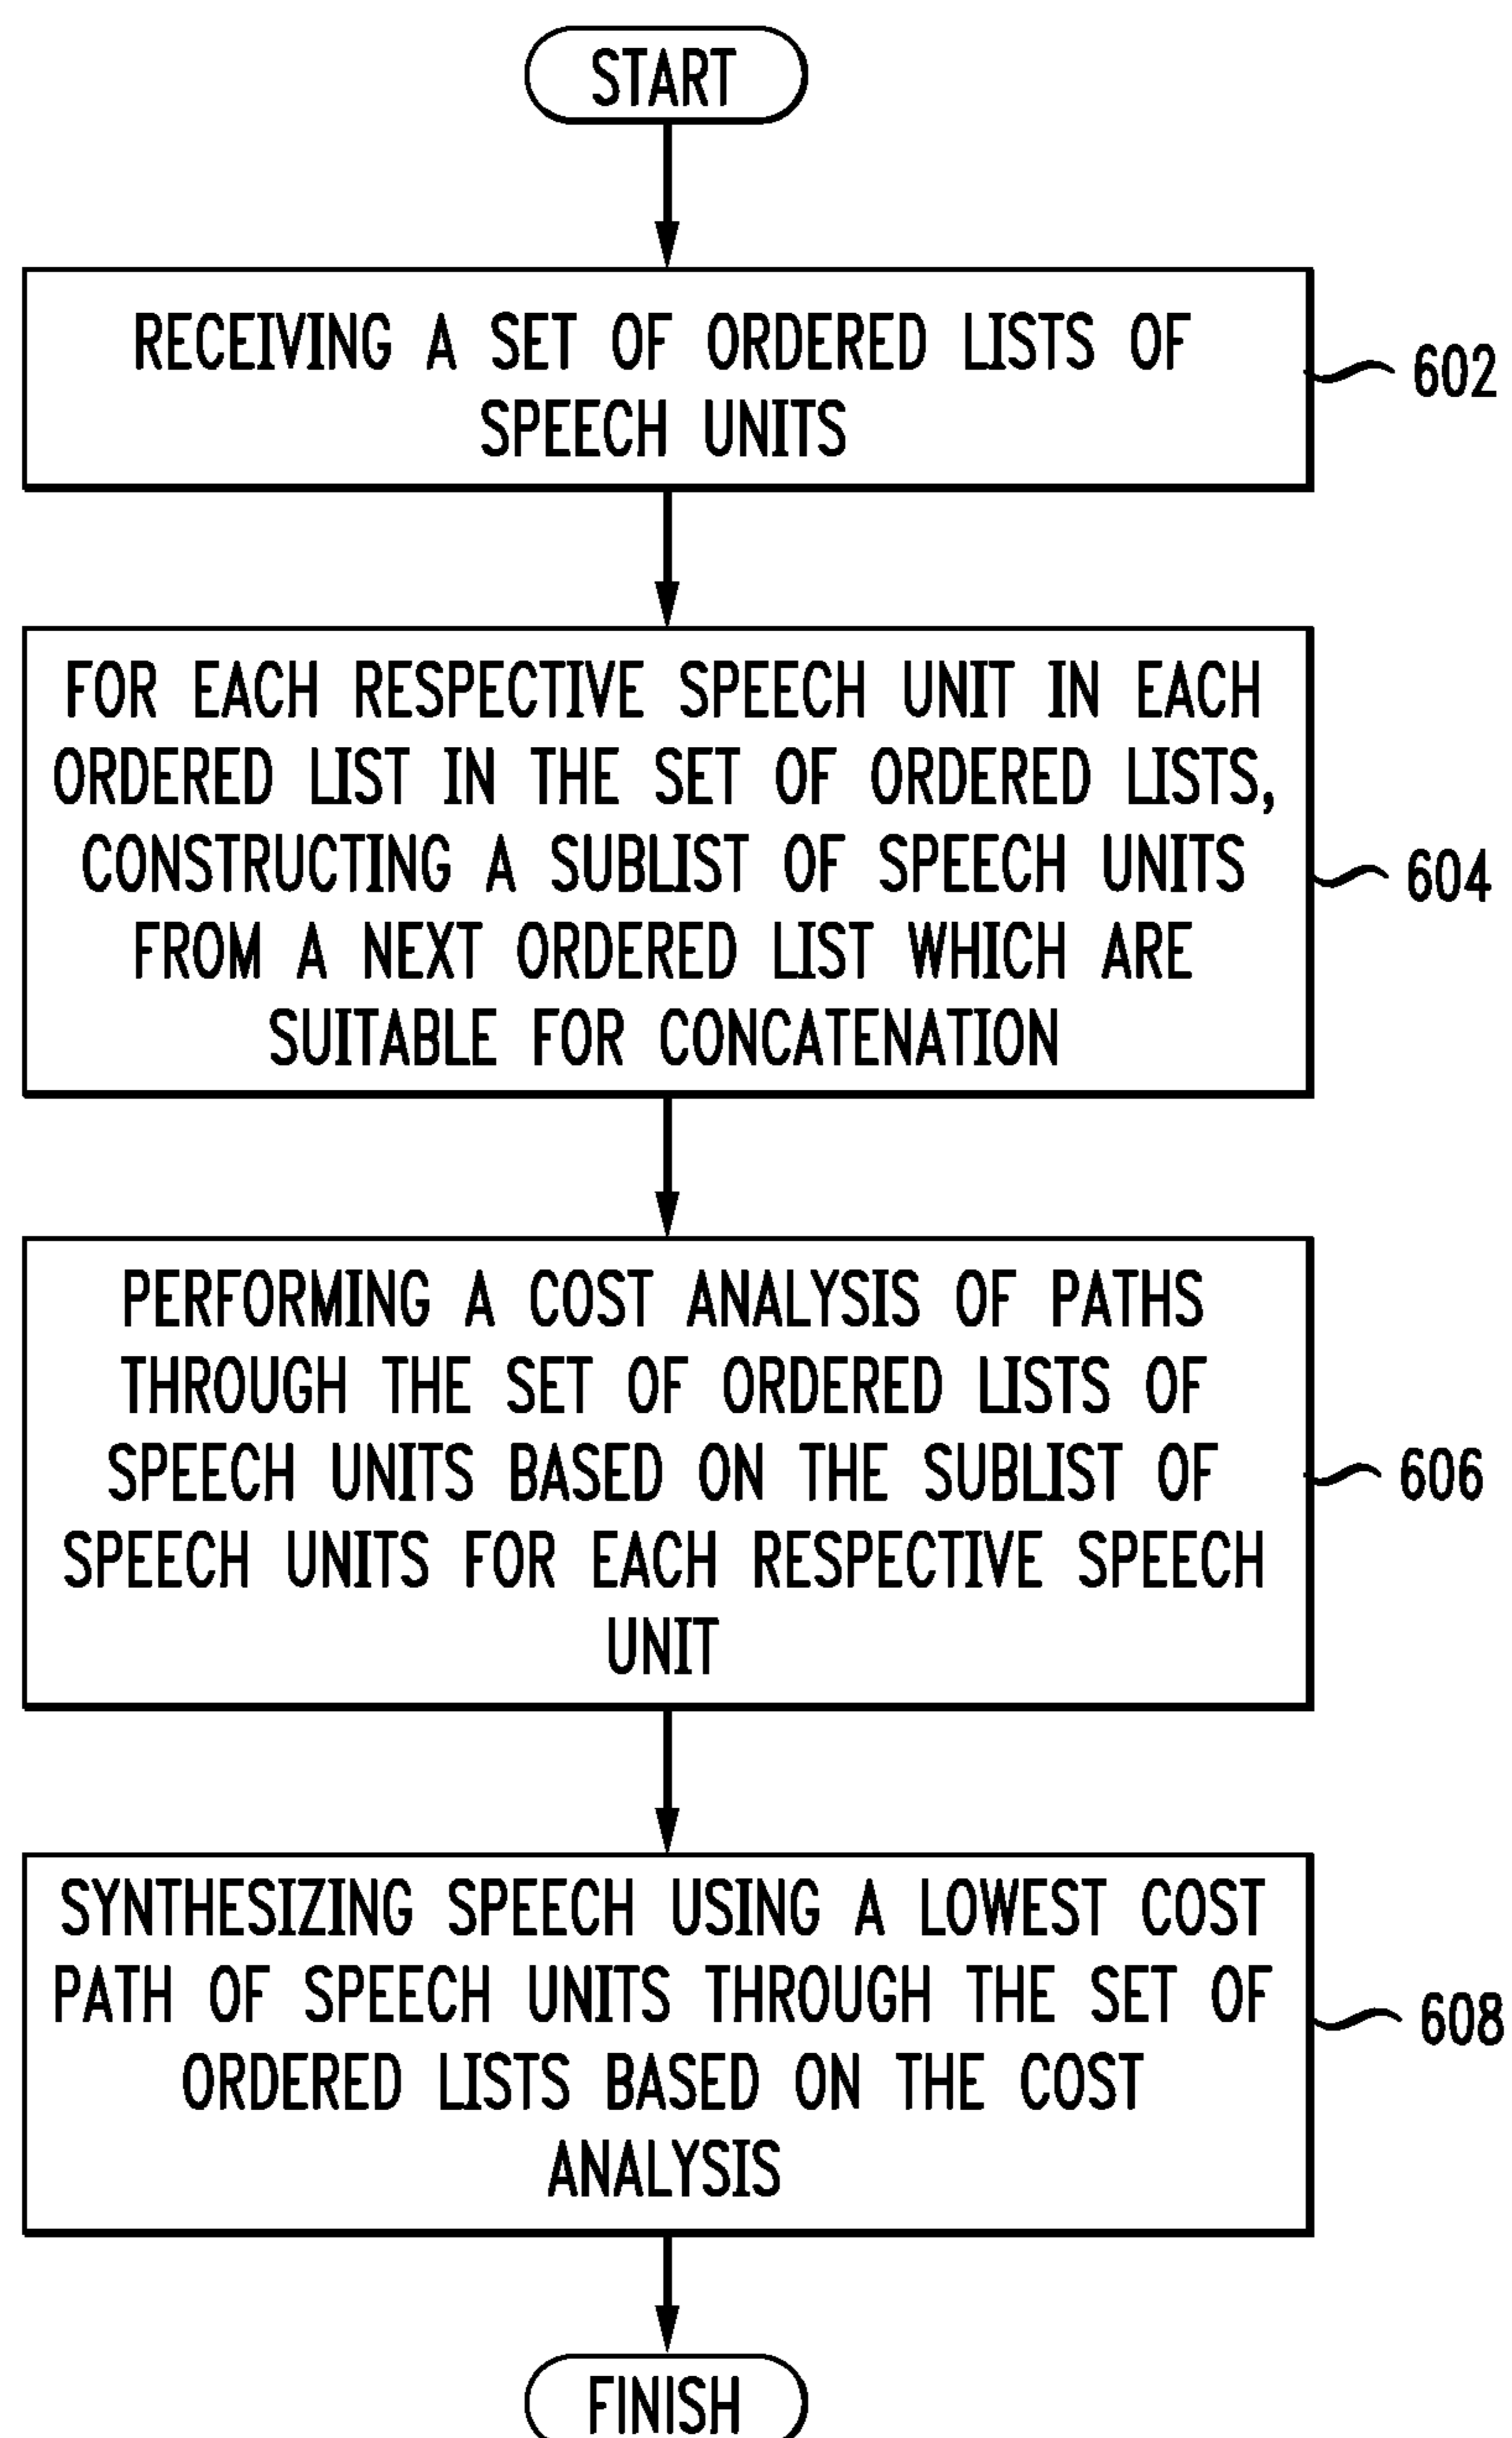 START
RECEIVING A SET OF ORDERED LISTS OF
SPEECH UNITS
602
FOR EACH RESPECTIVE SPEECH UNIT IN EACH
ORDERED LIST IN THE SET OF ORDERED LISTS,
CONSTRUCTING A SUBLIST OF SPEECH UNITS
FROM A NEXT ORDERED LIST WHICH ARE
SUITABLE FOR CONCATENATION
604
PERFORMING A COST ANALYSIS OF PATHS
THROUGH THE SET OF ORDERED LISTS OF
SPEECH UNITS BASED ON THE SUBLIST OF
SPEECH UNITS FOR EACH RESPECTIVE SPEECH
UNIT
606
SYNTHESIZING SPEECH USING A LOWEST COST
PATH OF SPEECH UNITS THROUGH THE SET OF
ORDERED LISTS BASED ON THE COST
ANALYSIS
608
FINISH